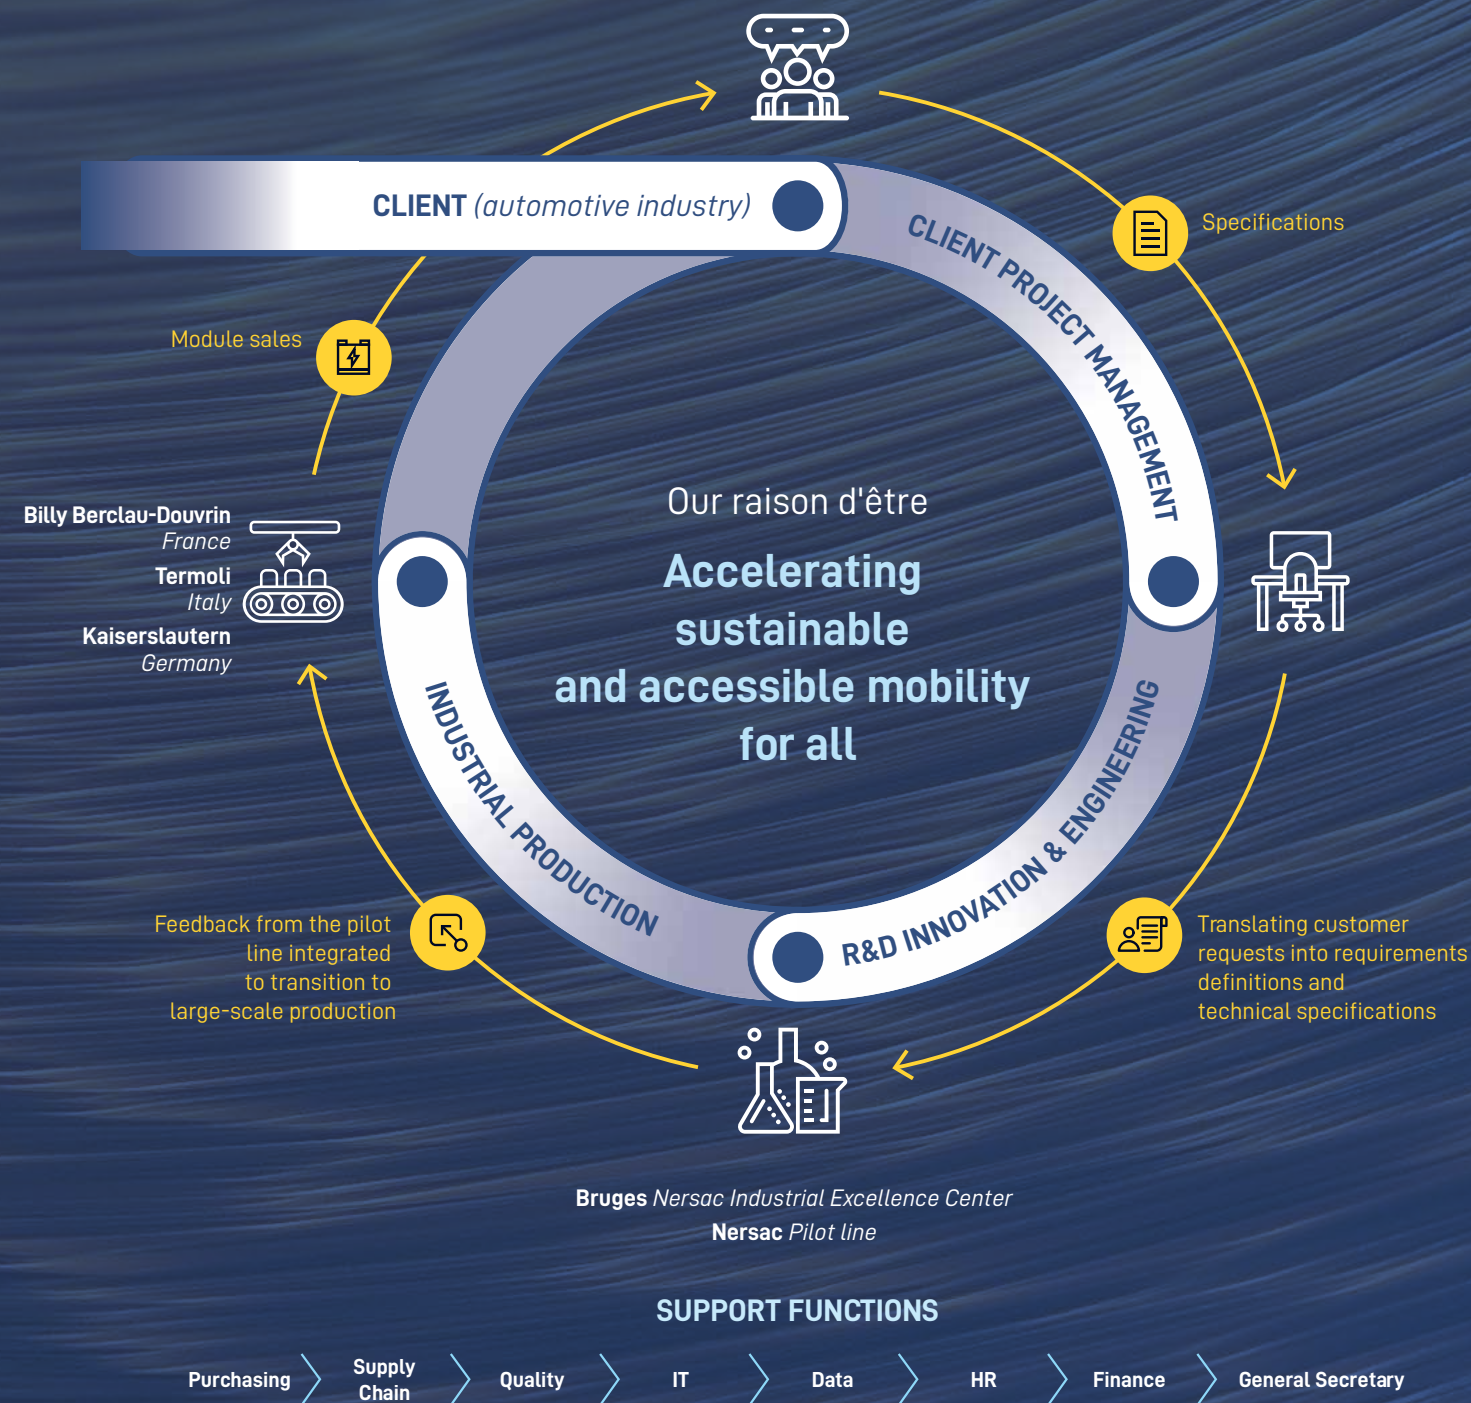 CLIENT (automotive industry)
CLIENT PROJECT MANAGEMENT
Specifications
Module sales
Our raison d'être
Accelerating
sustainable
and accessible mobility
for all
Billy Berclau-Douvrin
France
Termoli
Italy
Kaiserslautern
Germany
INDUSTRIAL PRODUCTION
R&D INNOVATION & ENGINEERING
Feedback from the pilot
line integrated
to transition to
large-scale production
Translating customer
requests into requirements
definitions and
technical specifications
Bruges Nersac Industrial Excellence Center
Nersac Pilot line
SUPPORT FUNCTIONS
Purchasing
Supply
Chain
Quality
IT
Data
HR
Finance
General Secretary